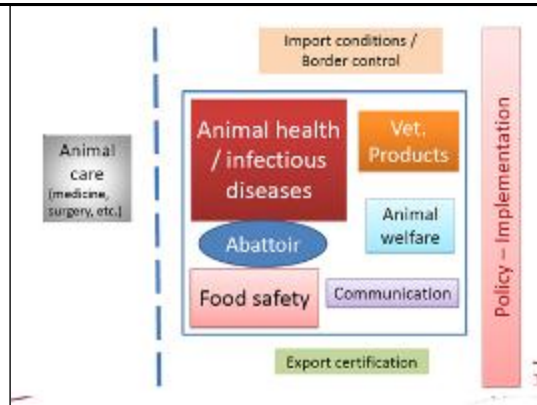 Import conditions /
Border control
Animal health
/ infectious
diseases
Vet.
Products
Animal
care
(medicine,
surgery, etc.)
Animal
welfare
Abattoir
Food safety
Communication
Export certification
Policy – Implementation